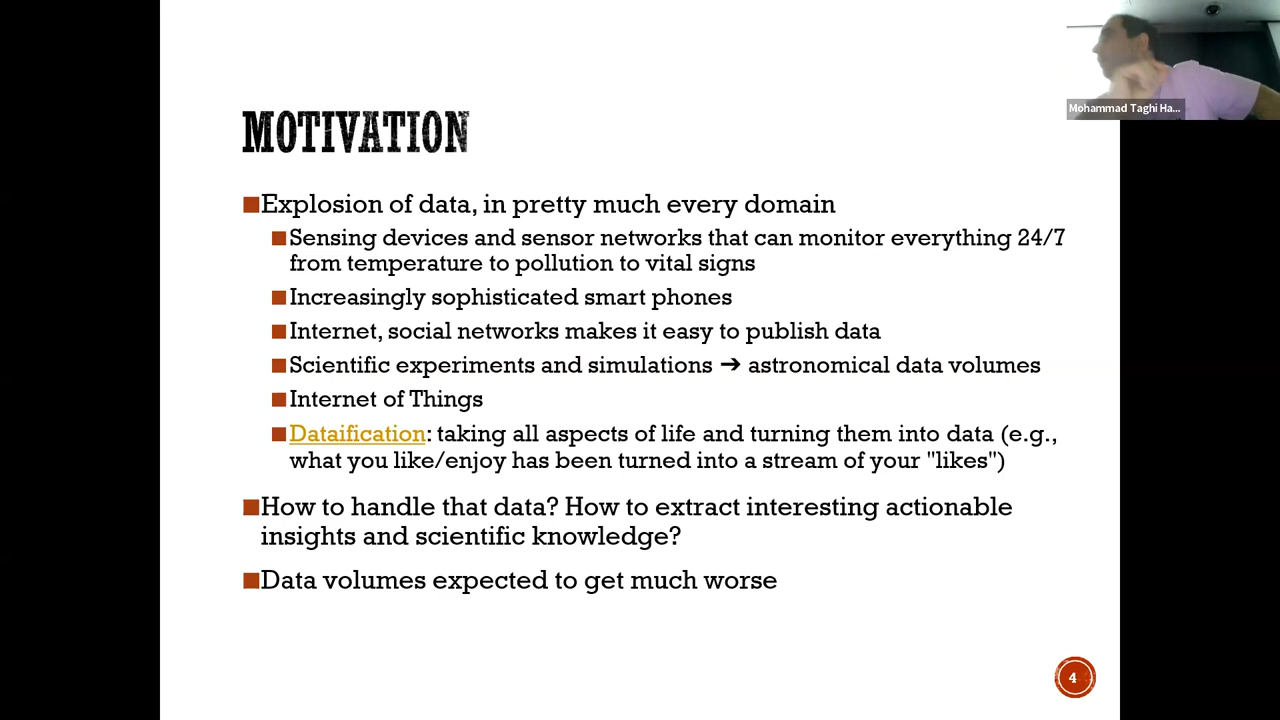 Mohammad Taghi Ha...
MOTIVATION
Explosion of data, in pretty much every domain
Sensing devices and sensor networks that can monitor everything 24/7
from temperature to pollution to vital signs
Increasingly sophisticated smart phones
Internet, social networks makes it easy to publish data
Scientific experiments and simulations ➔ astronomical data volumes
Internet of Things
Dataification: taking all aspects of life and turning them into data (e.g.,
what you like/enjoy has been turned into a stream of your "likes")
How to handle that data? How to extract interesting actionable
insights and scientific knowledge?
Data volumes expected to get much worse
4